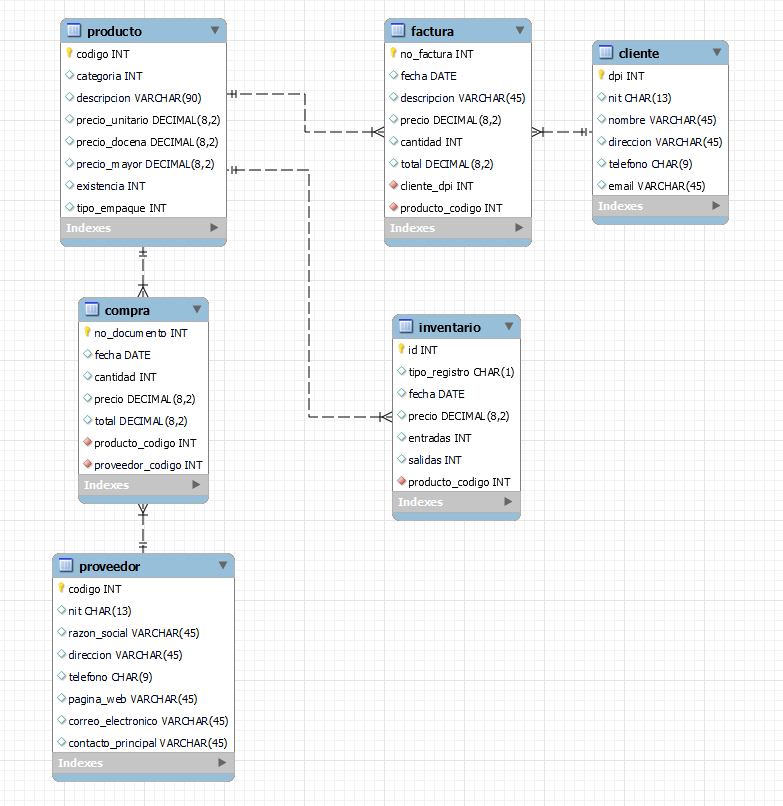 producto
codigo INT
categoria INT
descripcion VARCHAR(90)
precio_unitario DECIMAL(8,2)
precio_docena DECIMAL(8,2)
precio_mayor DECIMAL(8,2)
existencia INT
tipo_empaque INT
Indexes
factura
no_factura INT
fecha DATE
descripcion VARCHAR(45)
precio DECIMAL(8,2)
cantidad INT
total DECIMAL(8,2)
cliente_dpi INT
producto_codigo INT
Indexes
cliente
dpi INT
nit CHAR(13)
nombre VARCHAR(45)
direccion VARCHAR(45)
telefono CHAR(9)
email VARCHAR(45)
Indexes
compra
no_documento INT
fecha DATE
cantidad INT
precio DECIMAL(8,2)
total DECIMAL(8,2)
producto_codigo INT
proveedor_codigo INT
Indexes
inventario
id INT
tipo_registro CHAR(1)
fecha DATE
precio DECIMAL(8,2)
entradas INT
salidas INT
producto_codigo INT
Indexes
proveedor
codigo INT
nit CHAR(13)
razon_social VARCHAR(45)
direccion VARCHAR(45)
telefono CHAR(9)
pagina_web VARCHAR(45)
correo_electronico VARCHAR(45)
contacto_principal VARCHAR(45)
Indexes